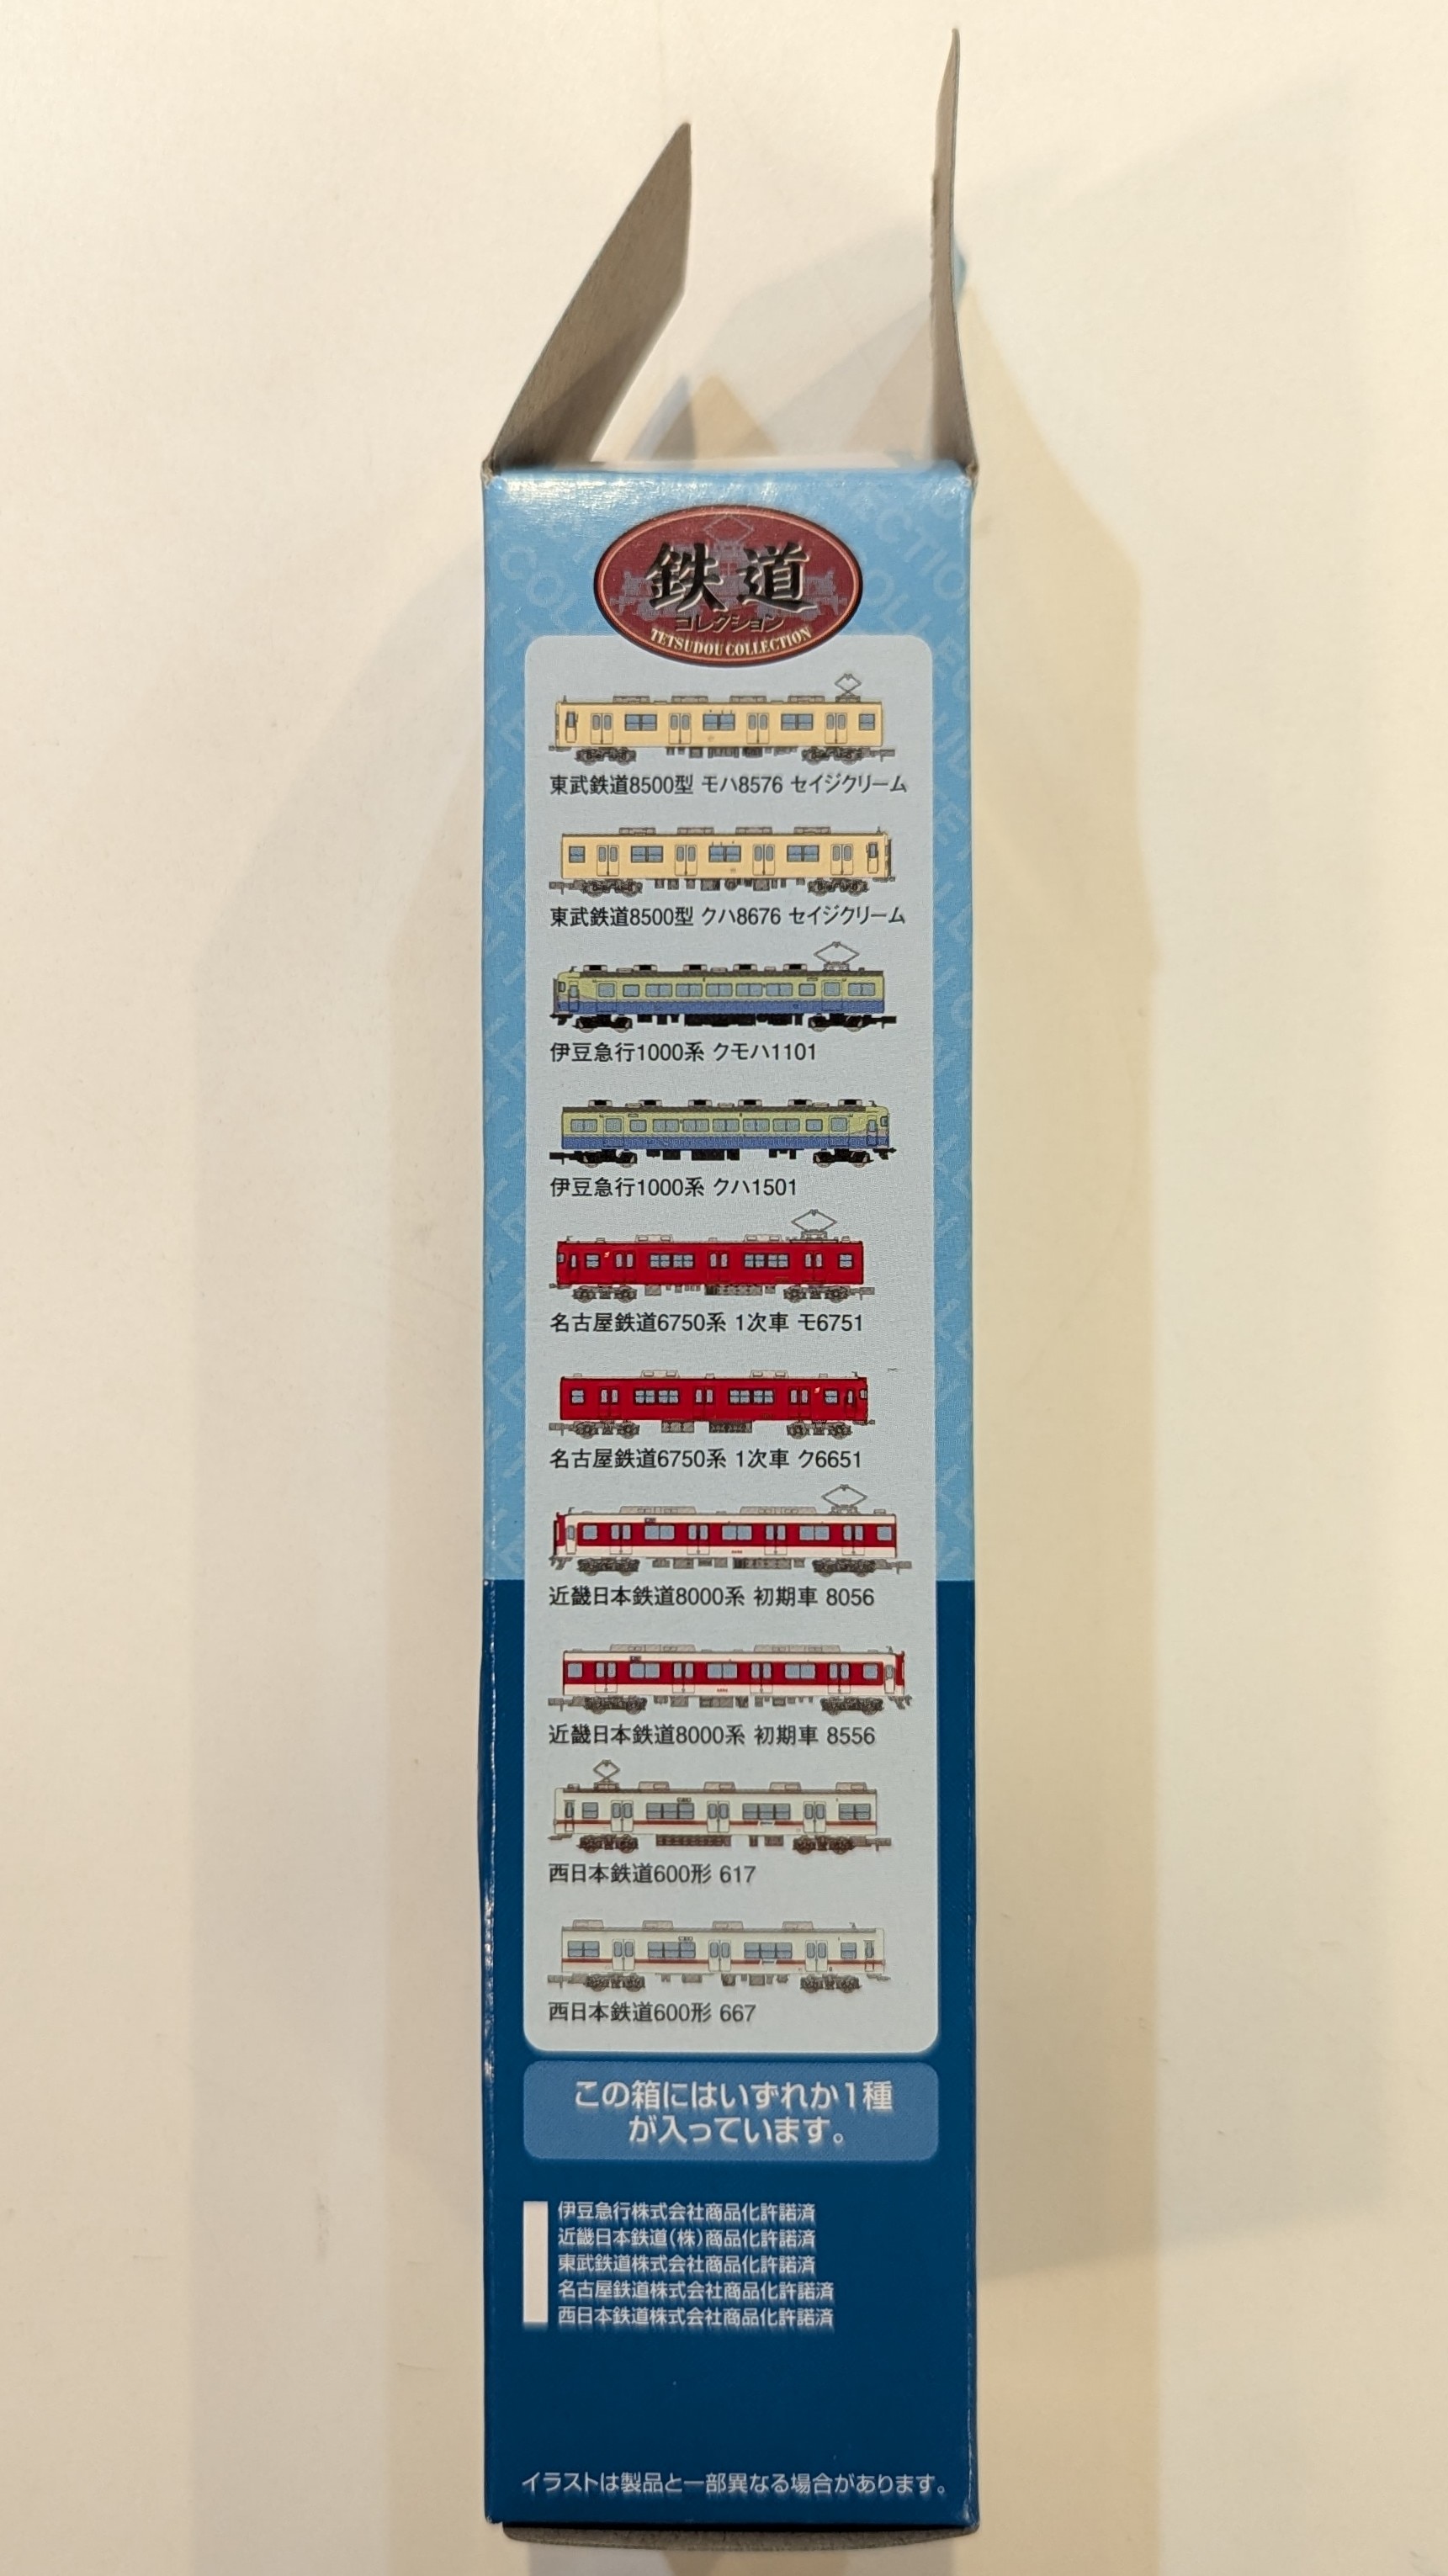 鉄道
コレクション
TETSUDOU COLLECTION
東武鉄道8500型 モハ8576 セイジクリーム
東武鉄道8500型 クハ8676 セイジクリーム
伊豆急行1000系 クモハ1101
伊豆急行1000系 クハ1501
名古屋鉄道6750系 1次車 モ6751
名古屋鉄道6750系 1次車 ク6651
近畿日本鉄道8000系 初期車 8056
近畿日本鉄道8000系 初期車 8556
西日本鉄道600形 617
西日本鉄道600形 667
この箱にはいずれか1種
が入っています。
伊豆急行株式会社商品化許諾済
近畿日本鉄道(株)商品化許諾済
東武鉄道株式会社商品化許諾済
名古屋鉄道株式会社商品化許諾済
西日本鉄道株式会社商品化許諾済
イラストは製品と一部異なる場合があります。